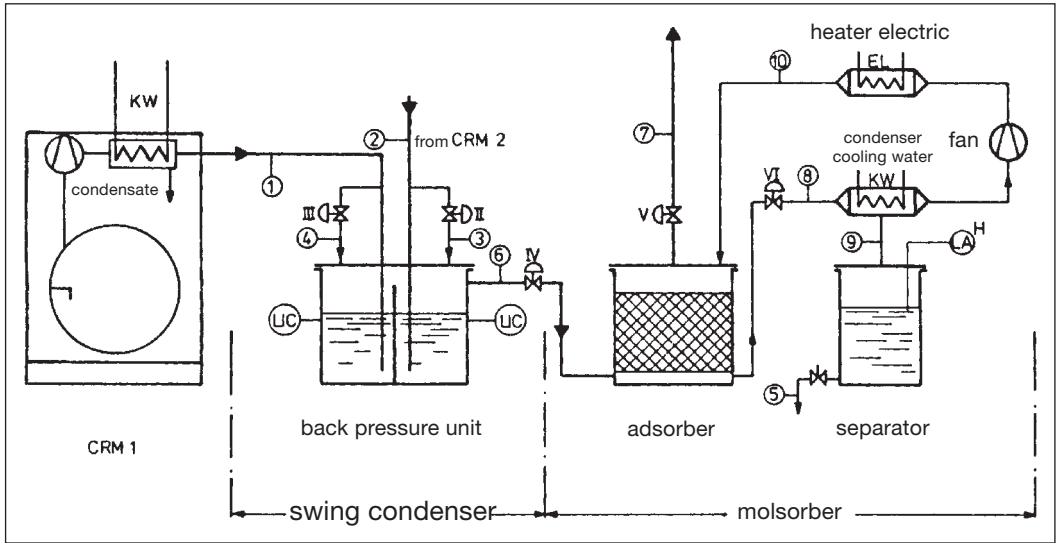 heater electric
10
EL
KW
2
from CRM 2
7
condenser
cooling water
fan
condensate
VI
8
KW
1
III
II
V
4
3
9
LA H
6
IV
LIC
LIC
5
back pressure unit
adsorber
separator
CRM 1
swing condenser
molsorber